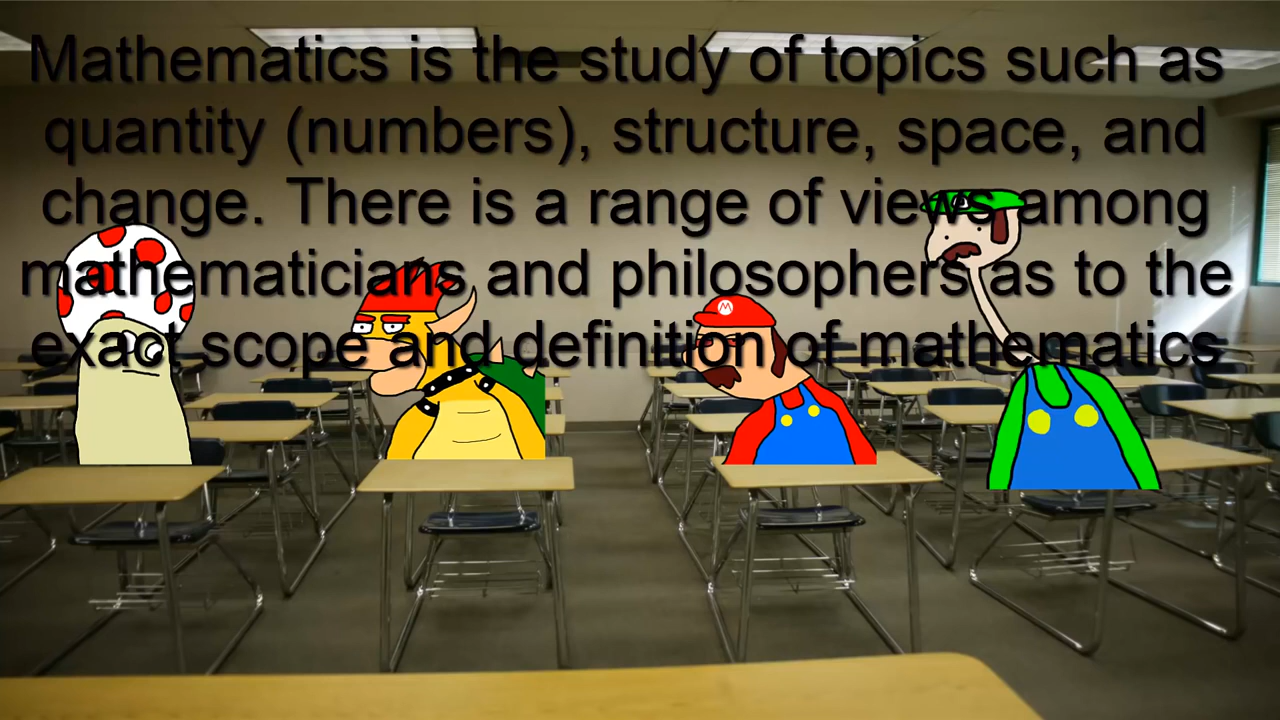 Mathematics is the study of topics such as
quantity (numbers), structure, space, and
change. There is a range of views among
mathematicians and philosophers as to the
exact scope and definition of mathematics
M